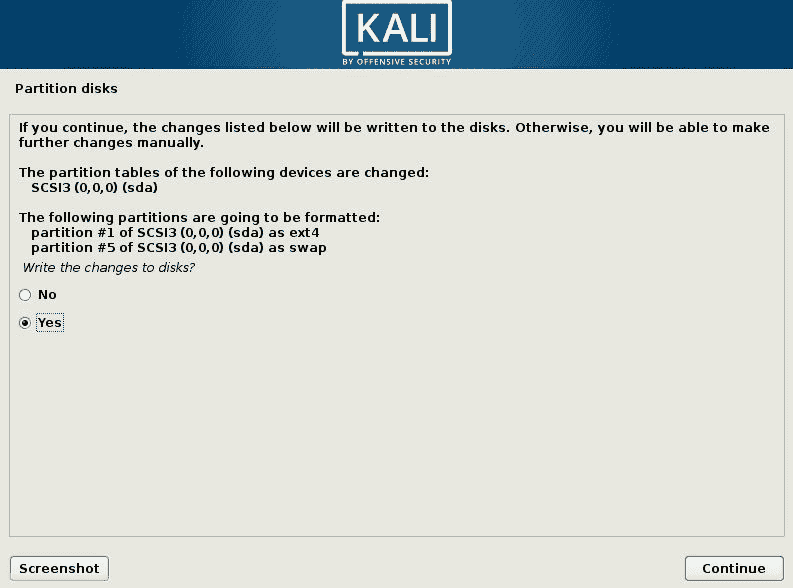 KALI
BY OFFENSIVE SECURITY
Partition disks
If you continue, the changes listed below will be written to the disks. Otherwise, you will be able to make
further changes manually.
The partition tables of the following devices are changed:
SCSI3 (0,0,0) (sda)
The following partitions are going to be formatted:
partition #1 of SCSI3 (0,0,0) (sda) as ext4
partition #5 of SCSI3 (0,0,0) (sda) as swap
Write the changes to disks?
No
Yes
Screenshot
Continue